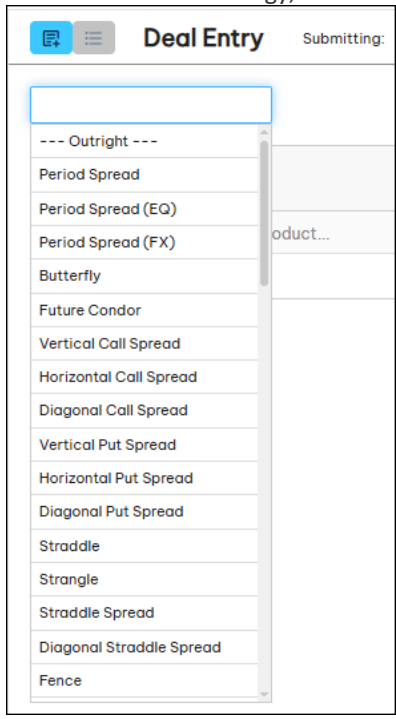 Deal Entry Submitting:
--- Outright ---
Period Spread
Period Spread (EQ)
Period Spread (FX)
oduct...
Butterfly
Future Condor
Vertical Call Spread
Horizontal Call Spread
Diagonal Call Spread
Vertical Put Spread
Horizontal Put Spread
Diagonal Put Spread
Straddle
Strangle
Straddle Spread
Diagonal Straddle Spread
Fence